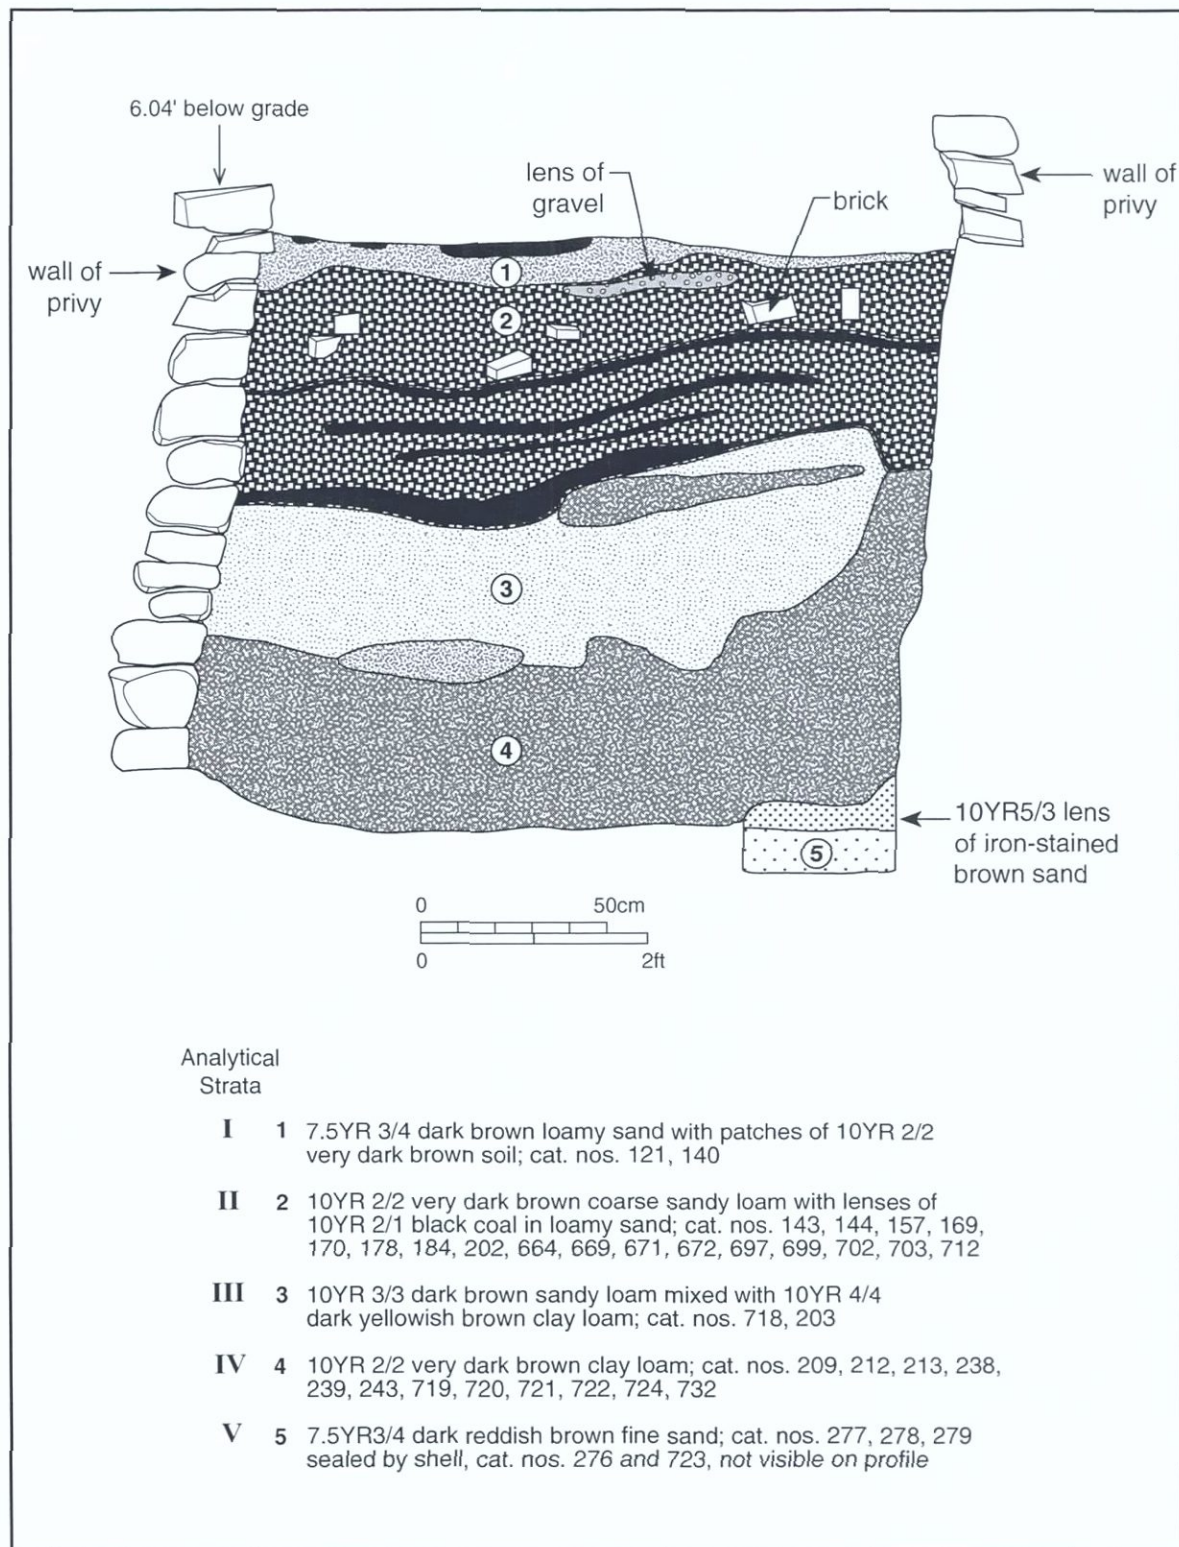 6.04' below grade
lens of
gravel
brick
wall of
privy
wall of
privy
1
2
3
4
5
10YR5/3 lens
of iron-stained
brown sand
0 50cm
0 2ft
Analytical
Strata
I 1 7.5YR 3/4 dark brown loamy sand with patches of 10YR 2/2
very dark brown soil; cat. nos. 121, 140
II 2 10YR 2/2 very dark brown coarse sandy loam with lenses of
10YR 2/1 black coal in loamy sand; cat. nos. 143, 144, 157, 169,
170, 178, 184, 202, 664, 669, 671, 672, 697, 699, 702, 703, 712
III 3 10YR 3/3 dark brown sandy loam mixed with 10YR 4/4
dark yellowish brown clay loam; cat. nos. 718, 203
IV 4 10YR 2/2 very dark brown clay loam; cat. nos. 209, 212, 213, 238,
239, 243, 719, 720, 721, 722, 724, 732
V 5 7.5YR3/4 dark reddish brown fine sand; cat. nos. 277, 278, 279
sealed by shell, cat. nos. 276 and 723, not visible on profile